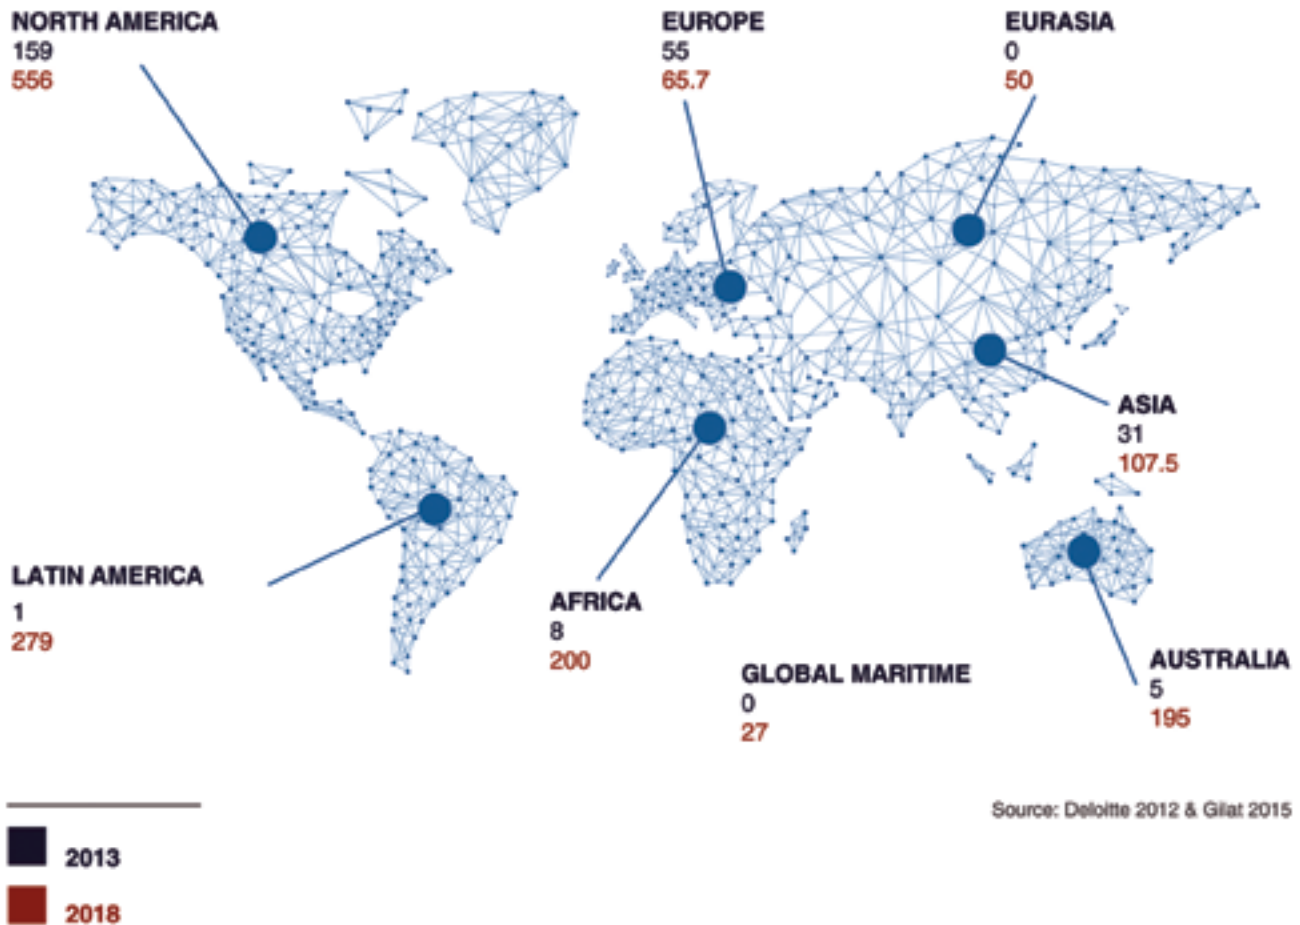 NORTH AMERICA
159
556
EUROPE
55
65.7
EURASIA
0
50
ASIA
31
107.5
LATIN AMERICA
1
279
AFRICA
8
200
GLOBAL MARITIME
0
27
AUSTRALIA
5
195
Source: Deloitte 2012 & Gilat 2015
2013
2018